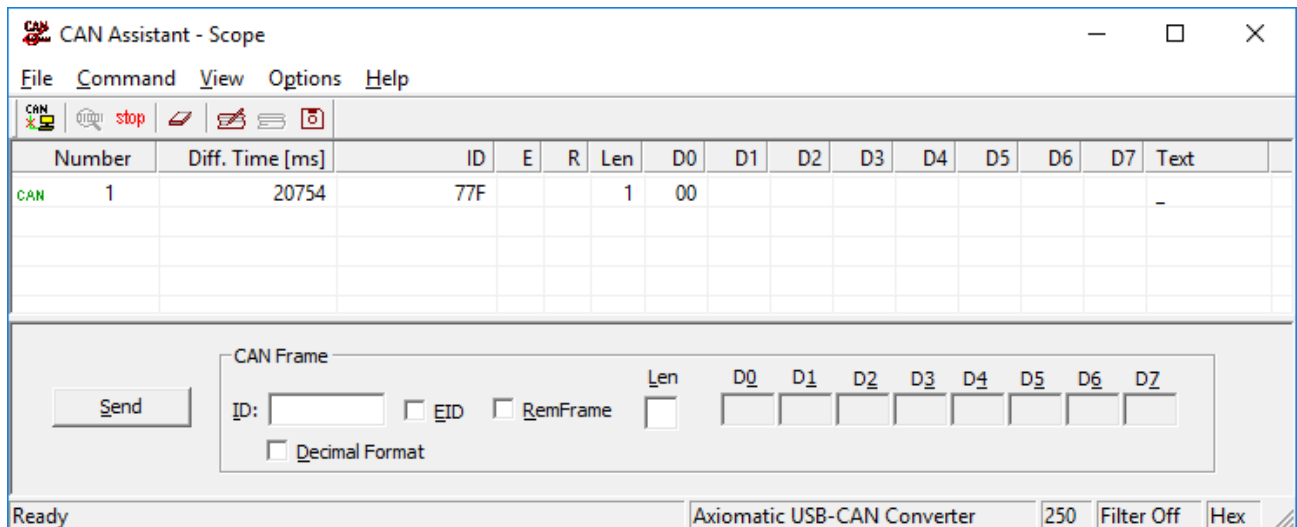 CAN Assistant - Scope
File Command View Options Help
CAN stop
Number Diff. Time [ms] ID E R Len D0 D1 D2 D3 D4 D5 D6 D7 Text
CAN 1 20754 77F 1 00 _
CAN Frame
Len D0 D1 D2 D3 D4 D5 D6 D7
Send ID: EID RemFrame
Decimal Format
Ready Axiomatic USB-CAN Converter 250 Filter Off Hex